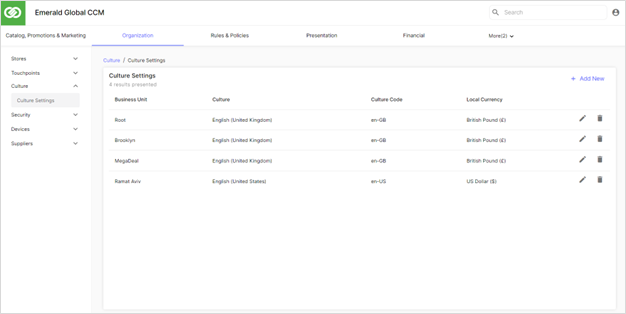 Emerald Global CCM
Search
Catalog, Promotions & Marketing Organization Rules & Policies Presentation Financial More(2)
Stores
Touchpoints
Culture
Culture Settings
Security
Devices
Suppliers
Culture / Culture Settings
Culture Settings
4 results presented
+ Add New
Business Unit Culture Culture Code Local Currency
Root English (United Kingdom) en-GB British Pound (£)
Brooklyn English (United Kingdom) en-GB British Pound (£)
MegaDeal English (United Kingdom) en-GB British Pound (£)
Ramat Aviv English (United States) en-US US Dollar ($)